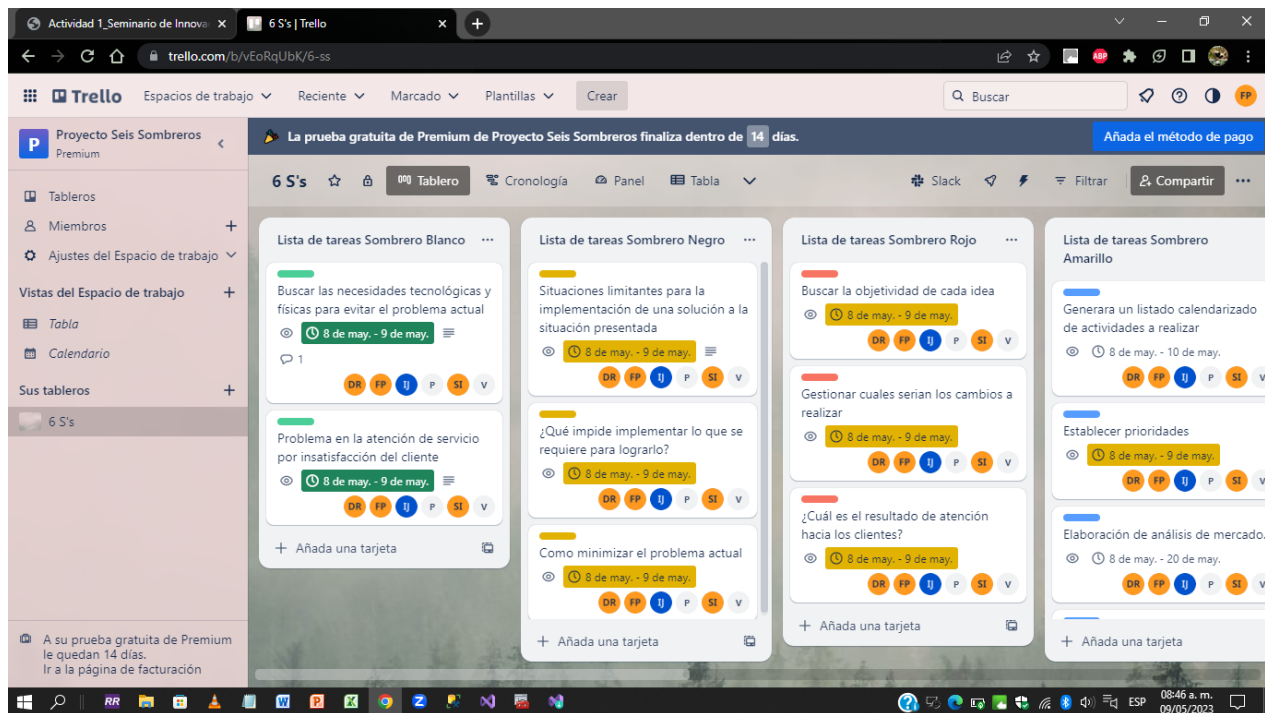 Actividad 1_Seminario de Innova
6 S's | Trello
trello.com/b/vEoRqUbK/6-ss
ABP
Trello
Espacios de trabajo
Reciente
Marcado
Plantillas
Crear
Buscar
FP
P
Proyecto Seis Sombreros
Premium
La prueba gratuita de Premium de Proyecto Seis Sombreros finaliza dentro de 14 días.
Añada el método de pago
6 S's
Tablero
Cronología
Panel
Tabla
Slack
Filtrar
Compartir
Tableros
Miembros
Ajustes del Espacio de trabajo
Vistas del Espacio de trabajo
Tabla
Calendario
Sus tableros
6 S's
A su prueba gratuita de Premium
le quedan 14 días.
Ir a la página de facturación
Lista de tareas Sombrero Blanco
Buscar las necesidades tecnológicas y
físicas para evitar el problema actual
8 de may. - 9 de may.
1
DR FP IJ P SI V
Problema en la atención de servicio
por insatisfacción del cliente
8 de may. - 9 de may.
DR FP IJ P SI V
Añada una tarjeta
Lista de tareas Sombrero Negro
Situaciones limitantes para la
implementación de una solución a la
situación presentada
8 de may. - 9 de may.
DR FP IJ P SI V
¿Qué impide implementar lo que se
requiere para lograrlo?
8 de may. - 9 de may.
DR FP IJ P SI V
Como minimizar el problema actual
8 de may. - 9 de may.
DR FP IJ P SI V
Añada una tarjeta
Lista de tareas Sombrero Rojo
Buscar la objetividad de cada idea
8 de may. - 9 de may.
DR FP IJ P SI V
Gestionar cuales serian los cambios a
realizar
8 de may. - 9 de may.
DR FP IJ P SI V
¿Cuál es el resultado de atención
hacia los clientes?
8 de may. - 9 de may.
DR FP IJ P SI V
Añada una tarjeta
Lista de tareas Sombrero
Amarillo
Genera un listado calendarizado
de actividades a realizar
8 de may. - 10 de may.
DR FP IJ P SI V
Establecer prioridades
8 de may. - 9 de may.
DR FP IJ P SI V
Elaboración de análisis de mercado.
8 de may. - 20 de may.
DR FP IJ P SI V
Añada una tarjeta
RR
ESP
08:46 a. m.
09/05/2023